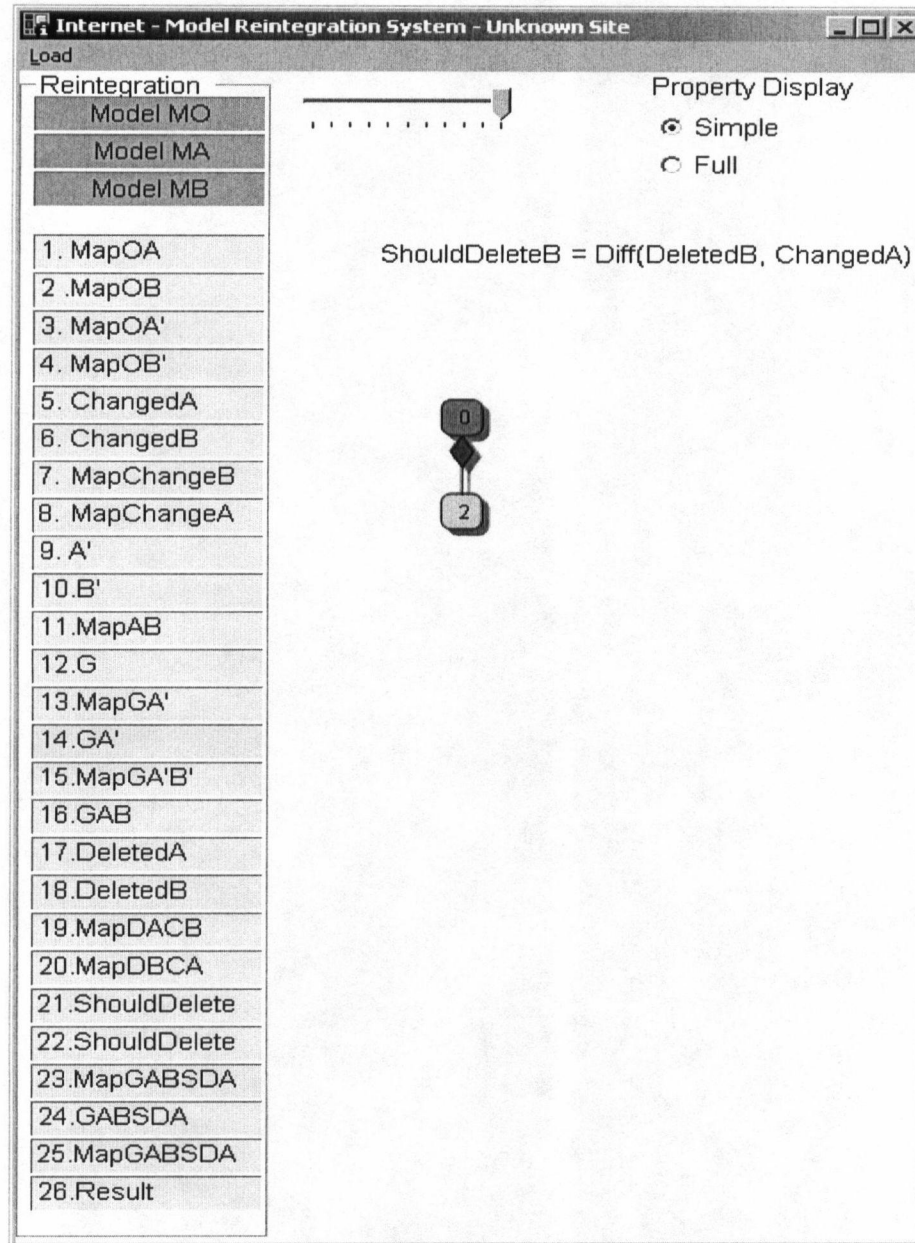 Internet - Model Reintegration System - Unknown Site
Load
Reintegration
Model MO
Model MA
Model MB
1. MapOA
2 .MapOB
3. MapOA'
4. MapOB'
5. ChangedA
6. ChangedB
7. MapChangeB
8. MapChangeA
9. A'
10.B'
11.MapAB
12.G
13.MapGA'
14.GA'
15.MapGA'B'
16.GAB
17.DeletedA
18.DeletedB
19.MapDACB
20.MapDBCA
21.ShouldDelete
22.ShouldDelete
23.MapGABSDA
24.GABSDA
25.MapGABSDA
26.Result
Property Display
Simple
Full
ShouldDeleteB = Diff(DeletedB, ChangedA)
0
2